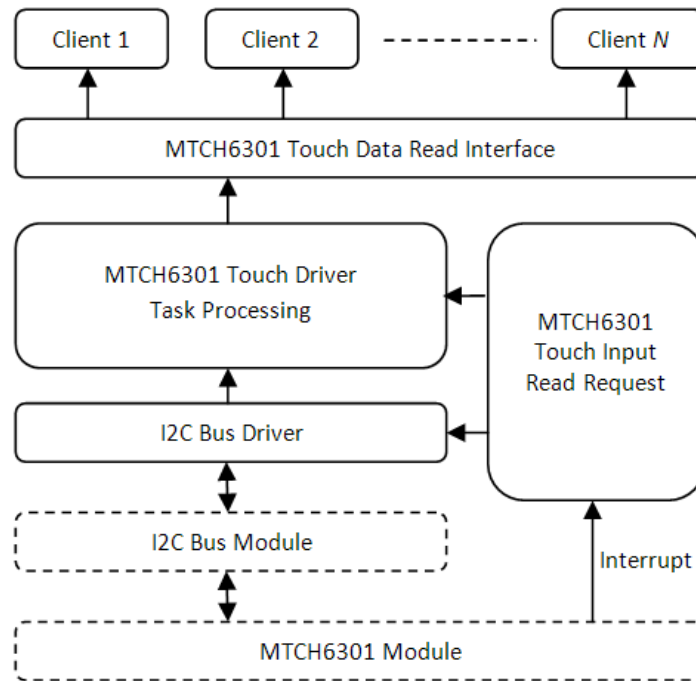 Client 1
Client 2
Client N
MTCH6301 Touch Data Read Interface
MTCH6301 Touch Driver
Task Processing
MTCH6301
Touch Input
Read Request
I2C Bus Driver
I2C Bus Module
Interrupt
MTCH6301 Module